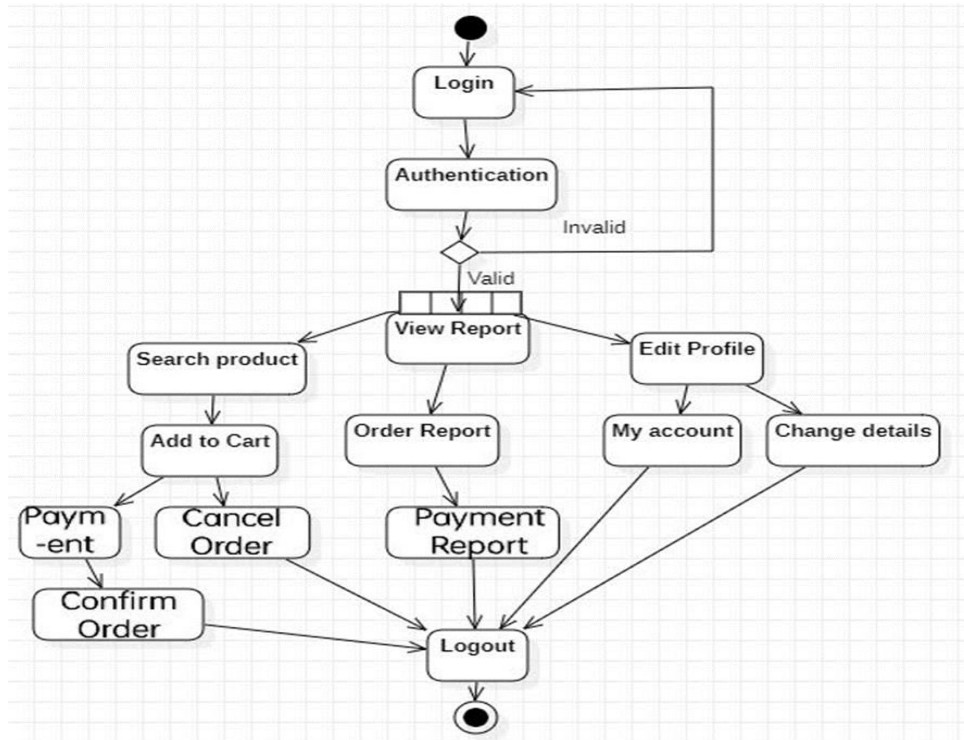 Login
Authentication
Invalid
Valid
View Report
Search product
Edit Profile
Add to Cart
Order Report
My account
Change details
Paym
-ent
Cancel
Order
Payment
Report
Confirm
Order
Logout